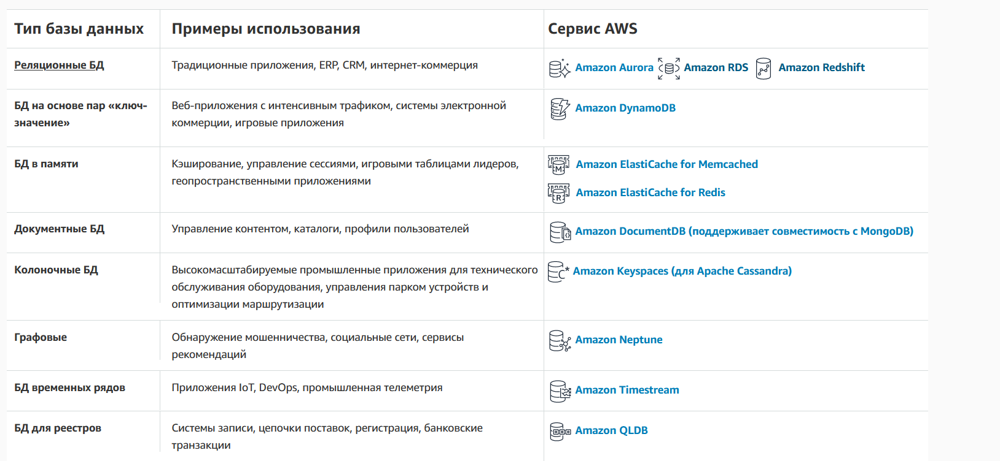 Тип базы данных
Примеры использования
Сервис AWS
Реляционные БД
Традиционные приложения, ERP, CRM, интернет-коммерция
Amazon Aurora Amazon RDS Amazon Redshift
БД на основе пар «ключ-
значение»
Веб-приложения с интенсивным трафиком, системы электронной
коммерции, игровые приложения
Amazon DynamoDB
БД в памяти
Кэширование, управление сессиями, игровыми таблицами лидеров,
геопространственными приложениями
M
Amazon ElastiCache for Memcached
R
Amazon ElastiCache for Redis
Документные БД
Управление контентом, каталоги, профили пользователей
Amazon DocumentDB (поддерживает совместимость с MongoDB)
Колоночные БД
Высокомасштабируемые промышленные приложения для технического
обслуживания оборудования, управления парком устройств и
оптимизации маршрутизации
C*
Amazon Keyspaces (для Apache Cassandra)
Графовые
Обнаружение мошенничества, социальные сети, сервисы
рекомендаций
Amazon Neptune
БД временных рядов
Приложения IoT, DevOps, промышленная телеметрия
Amazon Timestream
БД для реестров
Системы записи, цепочки поставок, регистрация, банковские
транзакции
Amazon QLDB